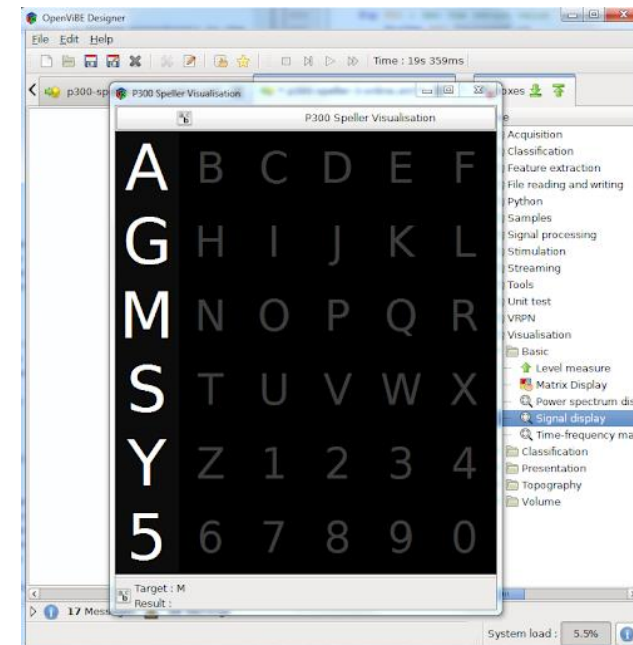 OpenViBE Designer
File Edit Help
Time : 19s 359ms
p300-sp
P300 Speller Visualisation
P300 Speller Visualisation
A B C D E F
G H I J K L
M N O P Q R
S T U V W X
Y Z 1 2 3 4
5 6 7 8 9 0
Target : M
Result :
Acquisition
Classification
Feature extraction
File reading and writing
Python
Samples
Signal processing
Stimulation
Streaming
Tools
Unit test
VRPN
Visualisation
Basic
Level measure
Matrix Display
Power spectrum dis
Signal display
Time-frequency ma
Classification
Presentation
Topography
Volume
17 Mess
System load : 5.5%